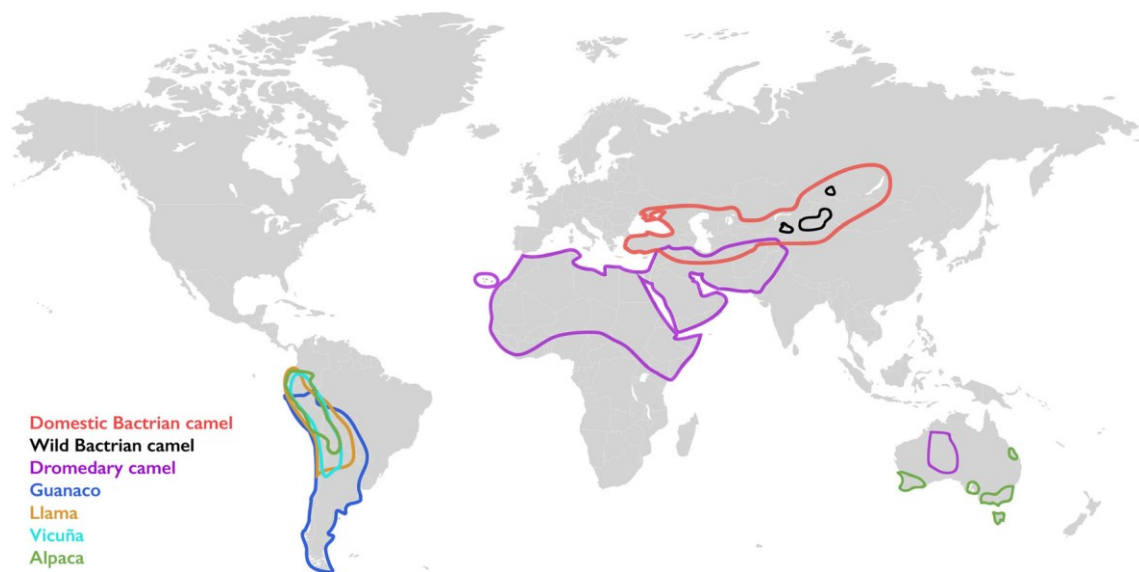 Domestic Bactrian camel
Wild Bactrian camel
Dromedary camel
Guanaco
Llama
Vicuña
Alpaca